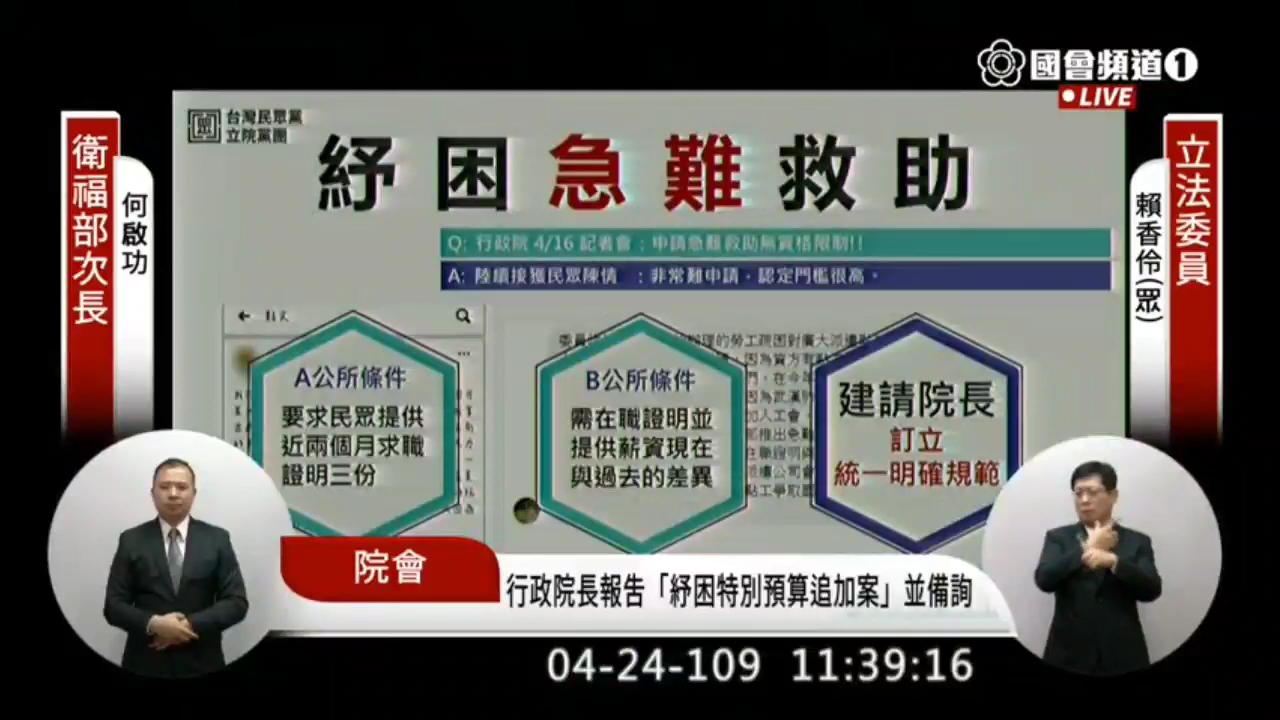 國會頻道1
LIVE
台灣民眾黨
立院黨團
紓困急難救助
Q: 行政院 4/16 記者會：申請急難救助無資格限制!!
A: 陸續接獲民眾陳情 ：非常難申請，認定門檻很高。
A公所條件
要求民眾提供
近兩個月求職
證明三份
B公所條件
需在職證明並
提供薪資現在
與過去的差異
建請院長
訂立
統一明確規範
衛福部次長
何啟功
立法委員
賴香伶(眾)
院會
行政院長報告「紓困特別預算追加案」並備詢
04-24-109 11:39:16